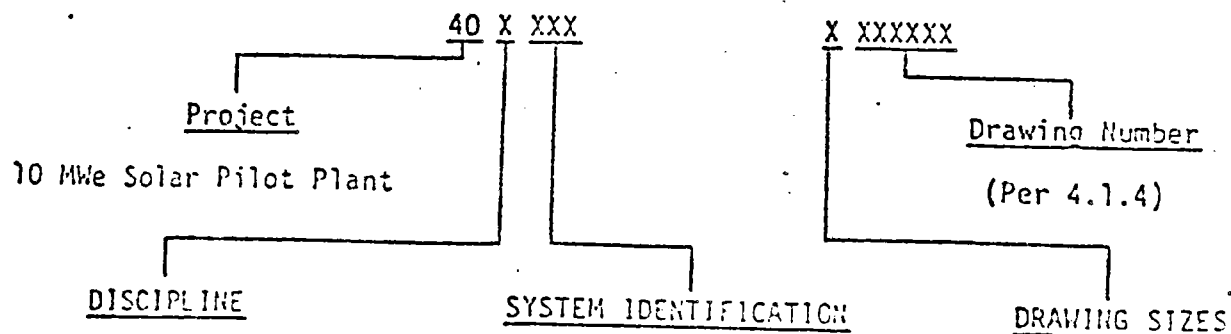 40 X XXX X XXXXXX
Project
Drawing Number
10 MWe Solar Pilot Plant
(Per 4.1.4)
DISCIPLINE
SYSTEM IDENTIFICATION
DRAWING SIZES